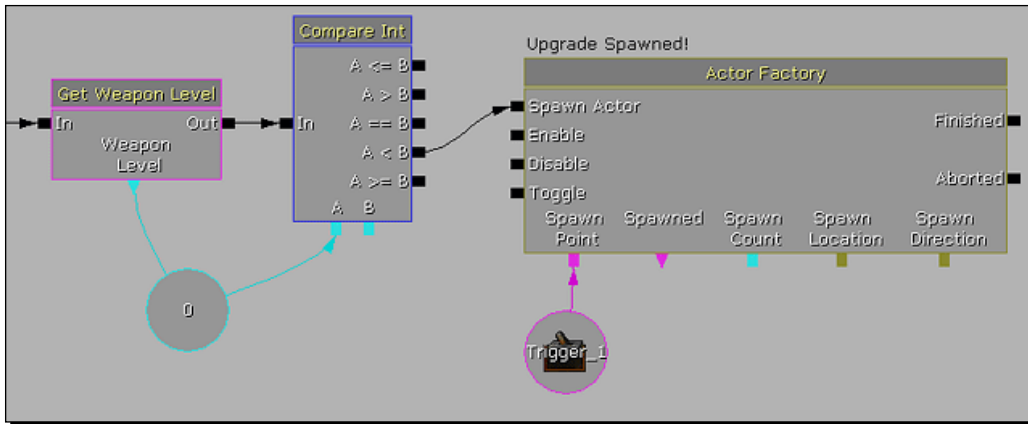 Compare Int
A <= B
A > B
In A == B
A < B
A >= B
A B
Get Weapon Level
In Out
Weapon
Level
0
Upgrade Spawned!
Actor Factory
Spawn Actor
Enable
Disable
Toggle
Finished
Aborted
Spawn Point
Spawned
Spawn Count
Spawn Location
Spawn Direction
Trigger_1